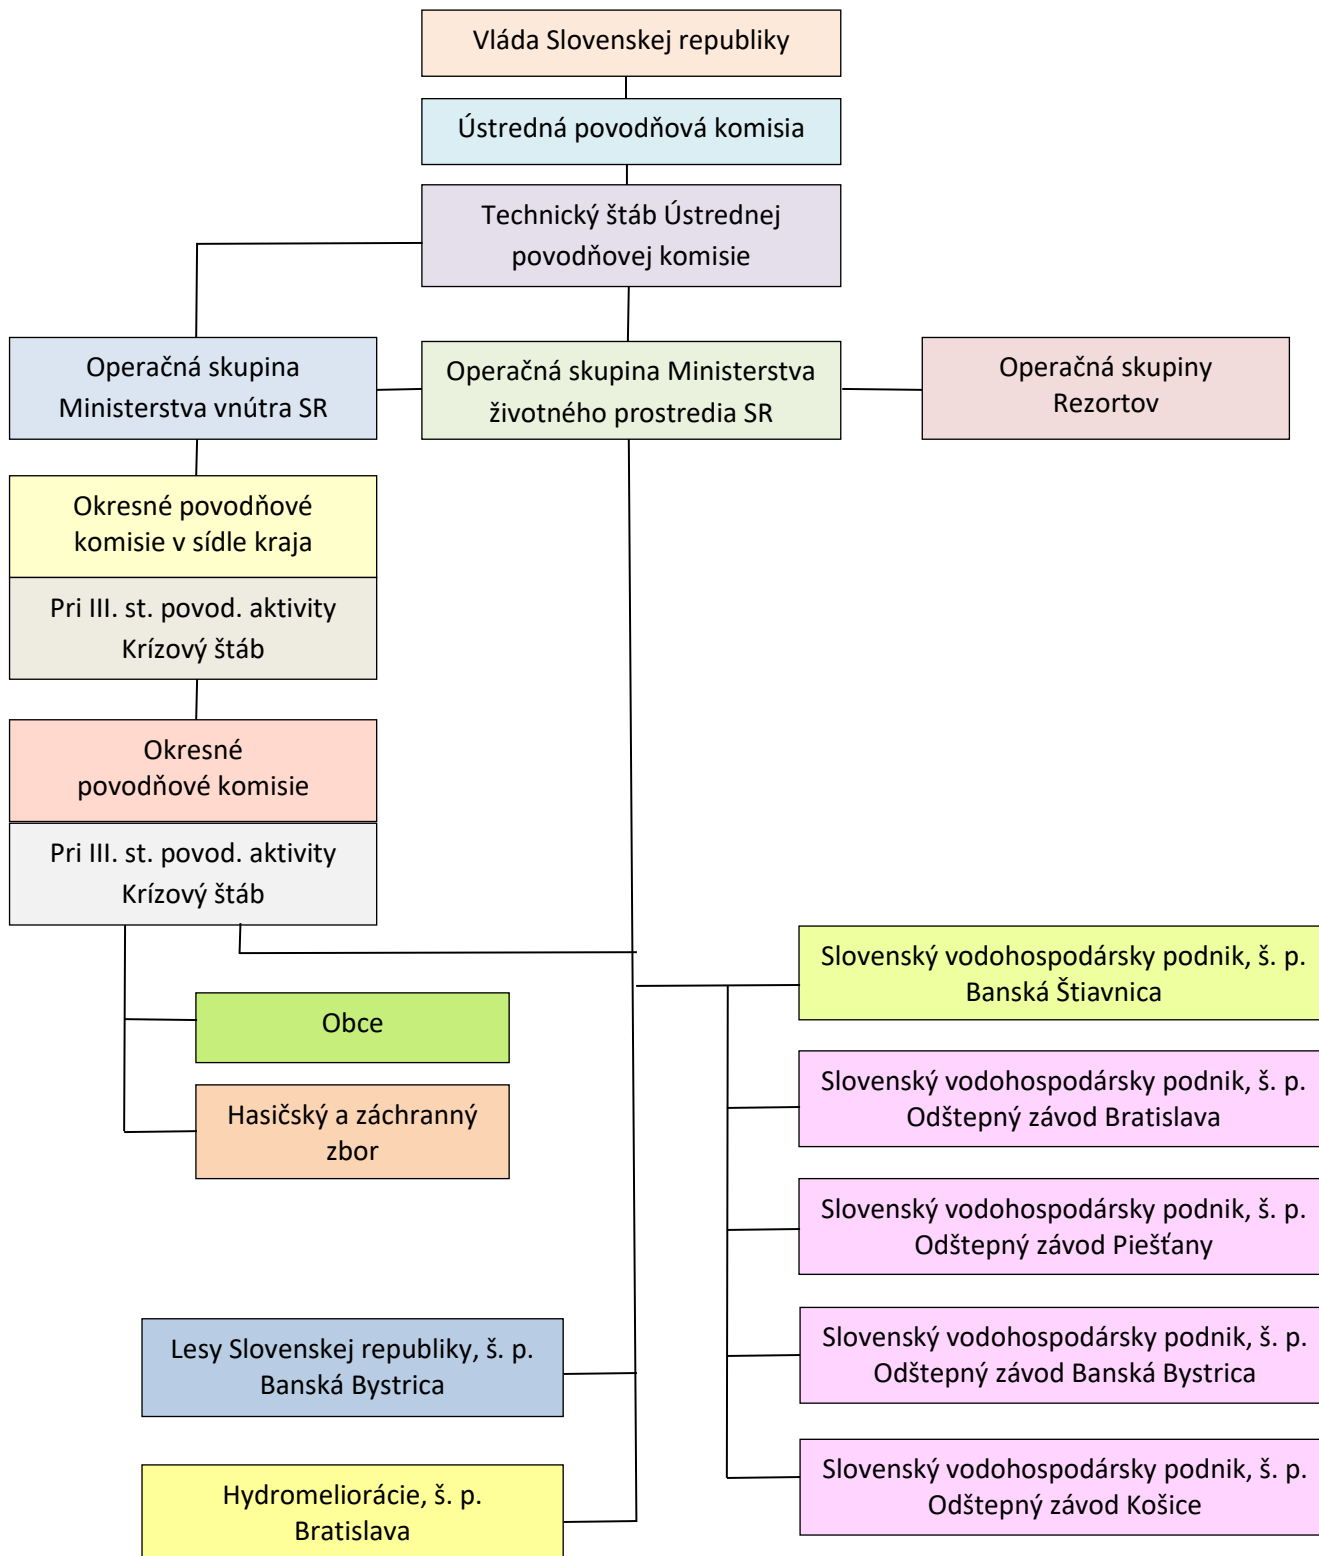 Vláda Slovenskej republiky
Ústredná povodňová komisia
Technický štáb Ústrednej
povodňovej komisie
Operačná skupina
Ministerstva vnútra SR
Operačná skupina Ministerstva
životného prostredia SR
Operačná skupiny
Rezortov
Okresné povodňové
komisie v sídle kraja
Pri III. st. povod. aktivity
Krízový štáb
Okresné
povodňové komisie
Pri III. st. povod. aktivity
Krízový štáb
Obce
Hasičský a záchranný
zbor
Slovenský vodohospodársky podnik, š. p.
Banská Štiavnica
Slovenský vodohospodársky podnik, š. p.
Odštepný závod Bratislava
Slovenský vodohospodársky podnik, š. p.
Odštepný závod Piešťany
Slovenský vodohospodársky podnik, š. p.
Odštepný závod Banská Bystrica
Slovenský vodohospodársky podnik, š. p.
Odštepný závod Košice
Lesy Slovenskej republiky, š. p.
Banská Bystrica
Hydromeliorácie, š. p.
Bratislava